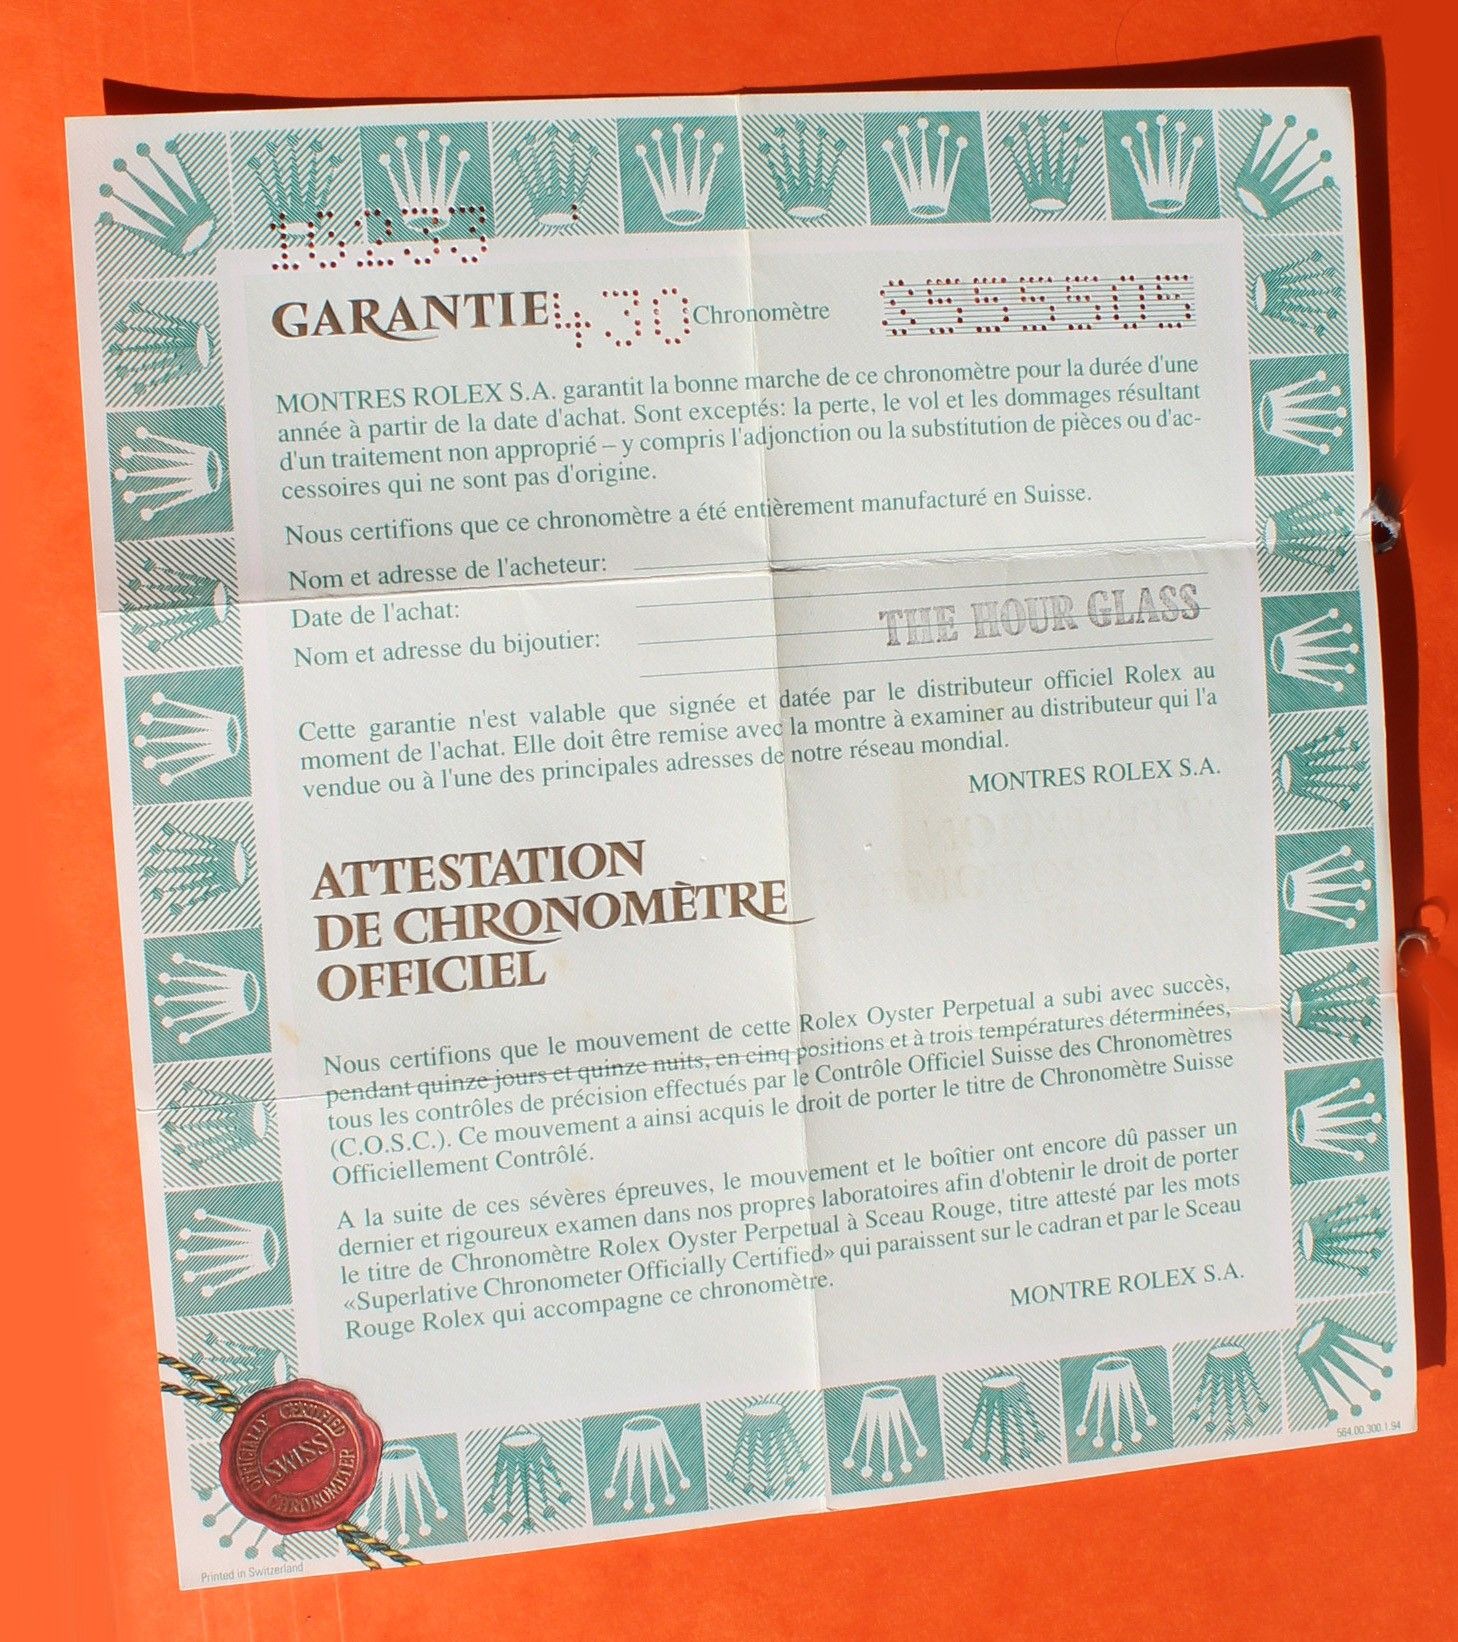 16233
GARANTIE 430 Chronomètre S555505
MONTRES ROLEX S.A. garantit la bonne marche de ce chronomètre pour la durée d'une
année à partir de la date d'achat. Sont exceptés: la perte, le vol et les dommages résultant
d'un traitement non approprié – y compris l'adjonction ou la substitution de pièces ou d'ac-
cessoires qui ne sont pas d'origine.
Nous certifions que ce chronomètre a été entièrement manufacturé en Suisse.
Nom et adresse de l'acheteur:
Date de l'achat:
THE HOUR GLASS
Nom et adresse du bijoutier:
Cette garantie n'est valable que signée et datée par le distributeur officiel Rolex au
moment de l'achat. Elle doit être remise avec la montre à examiner au distributeur qui l'a
vendue ou à l'une des principales adresses de notre réseau mondial.
MONTRES ROLEX S.A.
ATTESTATION
DE CHRONOMÈTRE
OFFICIEL
Nous certifions que le mouvement de cette Rolex Oyster Perpetual a subi avec succès,
pendant quinze jours et quinze nuits, en cinq positions et à trois températures déterminées,
tous les contrôles de précision effectués par le Contrôle Officiel Suisse des Chronomètres
(C.O.S.C.). Ce mouvement a ainsi acquis le droit de porter le titre de Chronomètre Suisse
Officiellement Contrôlé.
A la suite de ces sévères épreuves, le mouvement et le boîtier ont encore dû passer un
dernier et rigoureux examen dans nos propres laboratoires afin d'obtenir le droit de porter
le titre de Chronomètre Rolex Oyster Perpetual à Sceau Rouge, titre attesté par les mots
«Superlative Chronometer Officially Certified» qui paraissent sur le cadran et par le Sceau
Rouge Rolex qui accompagne ce chronomètre.
MONTRE ROLEX S.A.
OFFICIALLY CERTIFIED
SWISS
CHRONOMETER
564.00.300.1.94
Printed in Switzerland